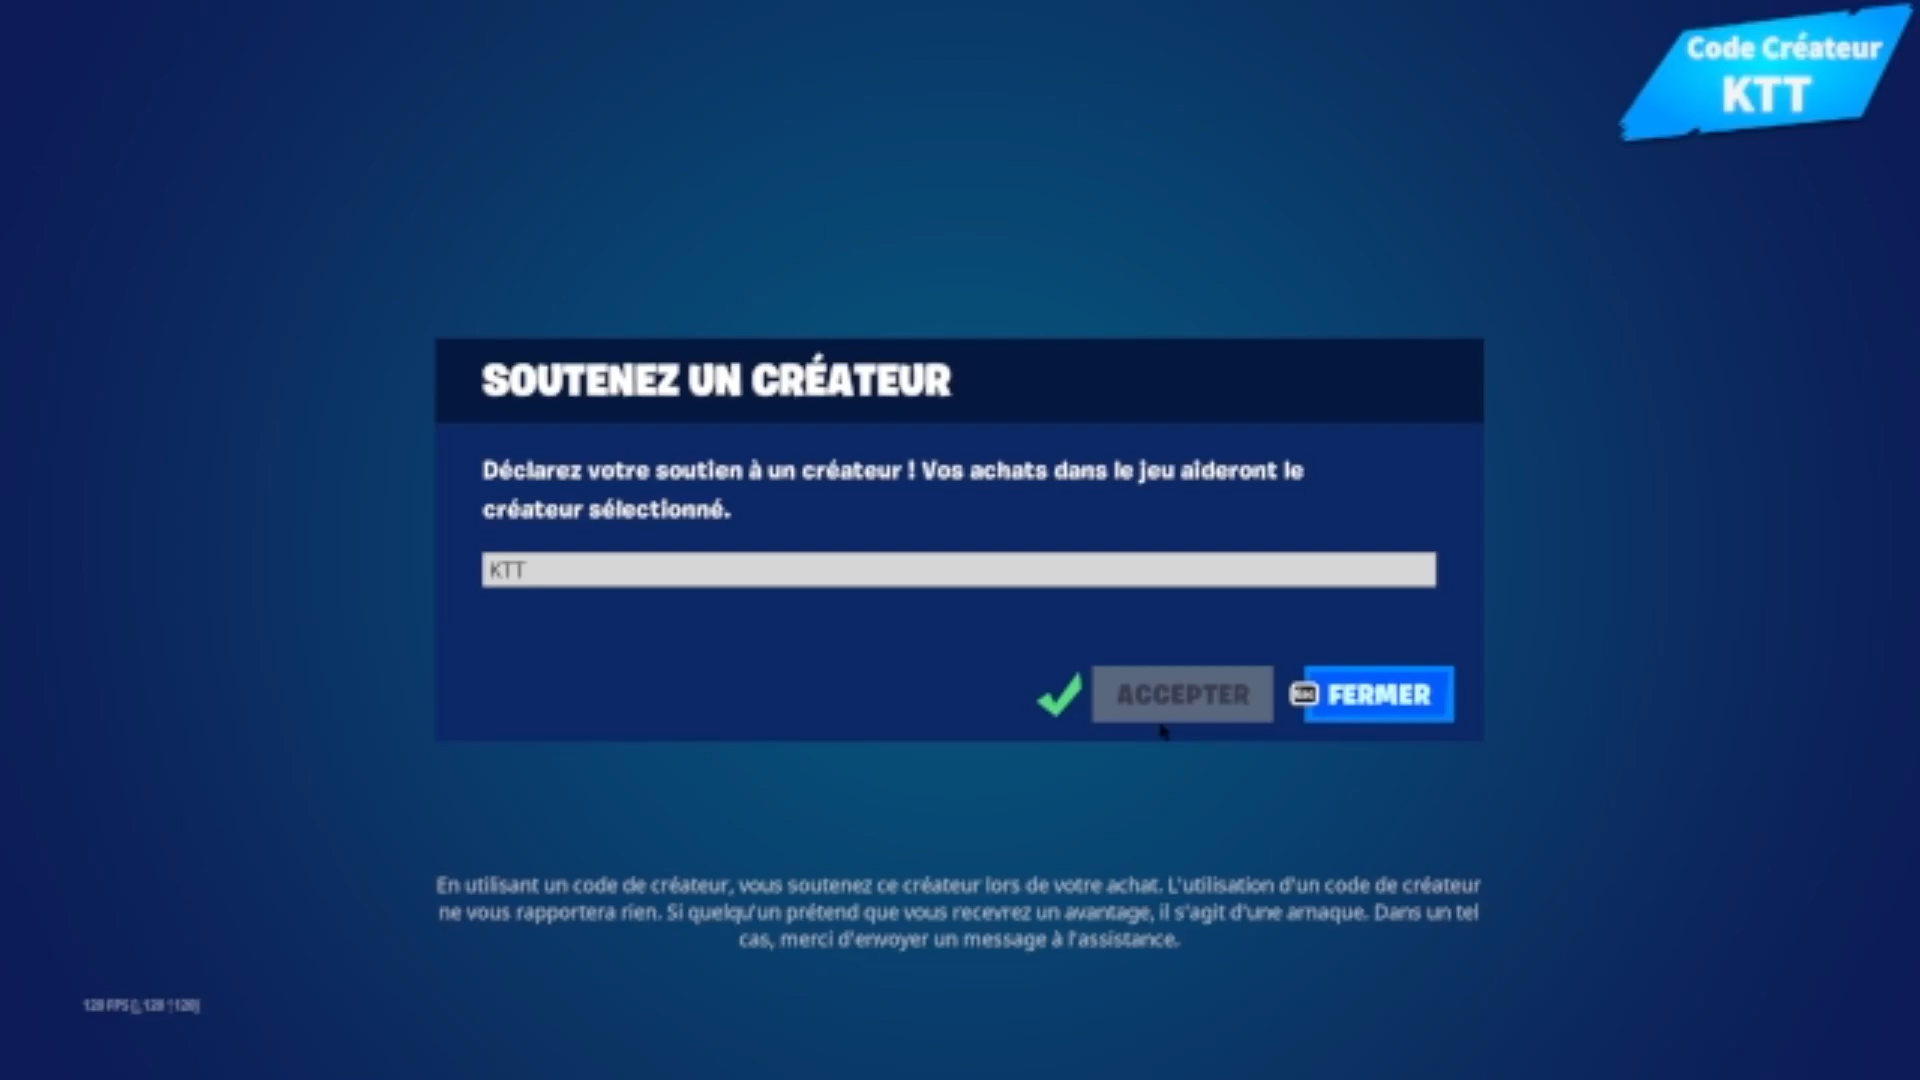 Code Créateur
KTT
SOUTENEZ UN CRÉATEUR
Déclarez votre soutien à un créateur ! Vos achats dans le jeu aideront le
créateur sélectionné.
KTT
ACCEPTER
FERMER
En utilisant un code de créateur, vous soutenez ce créateur lors de votre achat. L'utilisation d'un code de créateur
ne vous rapportera rien. Si quelqu'un prétend que vous recevrez un avantage, il s'agit d'une arnaque. Dans un tel
cas, merci d'envoyer un message à l'assistance.